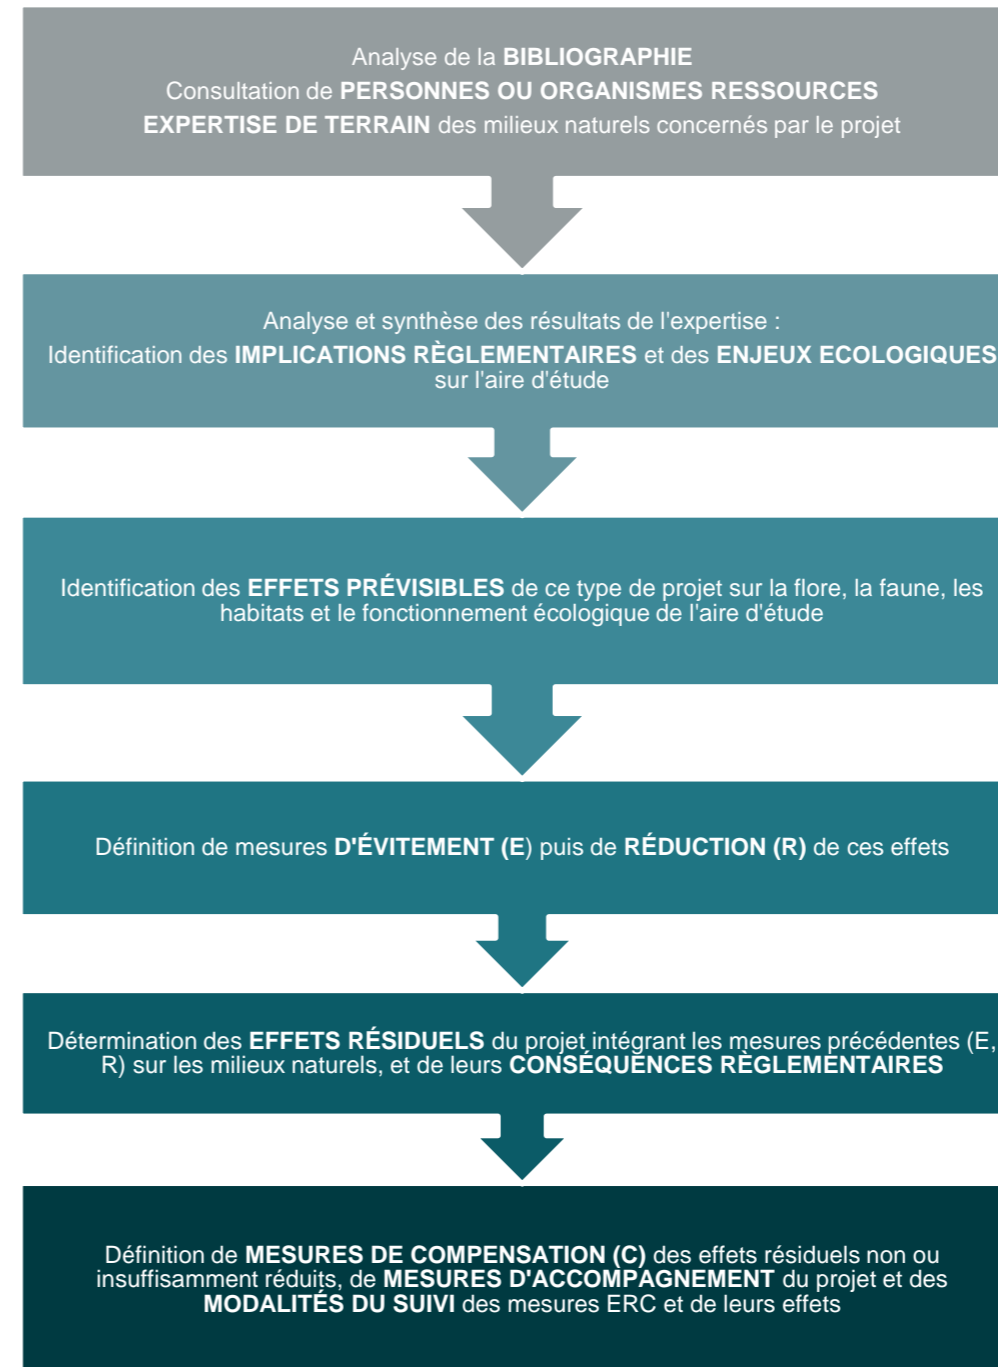 Analyse de la BIBLIOGRAPHIE
Consultation de PERSONNES OU ORGANISMES RESSOURCES
EXPERTISE DE TERRAIN des milieux naturels concernés par le projet
Analyse et synthèse des résultats de l'expertise :
Identification des IMPLICATIONS RÈGLEMENTAIRES et des ENJEUX ECOLOGIQUES
sur l'aire d'étude
Identification des EFFETS PRÉVISIBLES de ce type de projet sur la flore, la faune, les
habitats et le fonctionnement écologique de l'aire d'étude
Définition de mesures D'ÉVITEMENT (E) puis de RÉDUCTION (R) de ces effets
Détermination des EFFETS RÉSIDUELS du projet intégrant les mesures précédentes (E,
R) sur les milieux naturels, et de leurs CONSÉQUENCES RÈGLEMENTAIRES
Définition de MESURES DE COMPENSATION (C) des effets résiduels non ou
insuffisamment réduits, de MESURES D'ACCOMPAGNEMENT du projet et des
MODALITÉS DU SUIVI des mesures ERC et de leurs effets